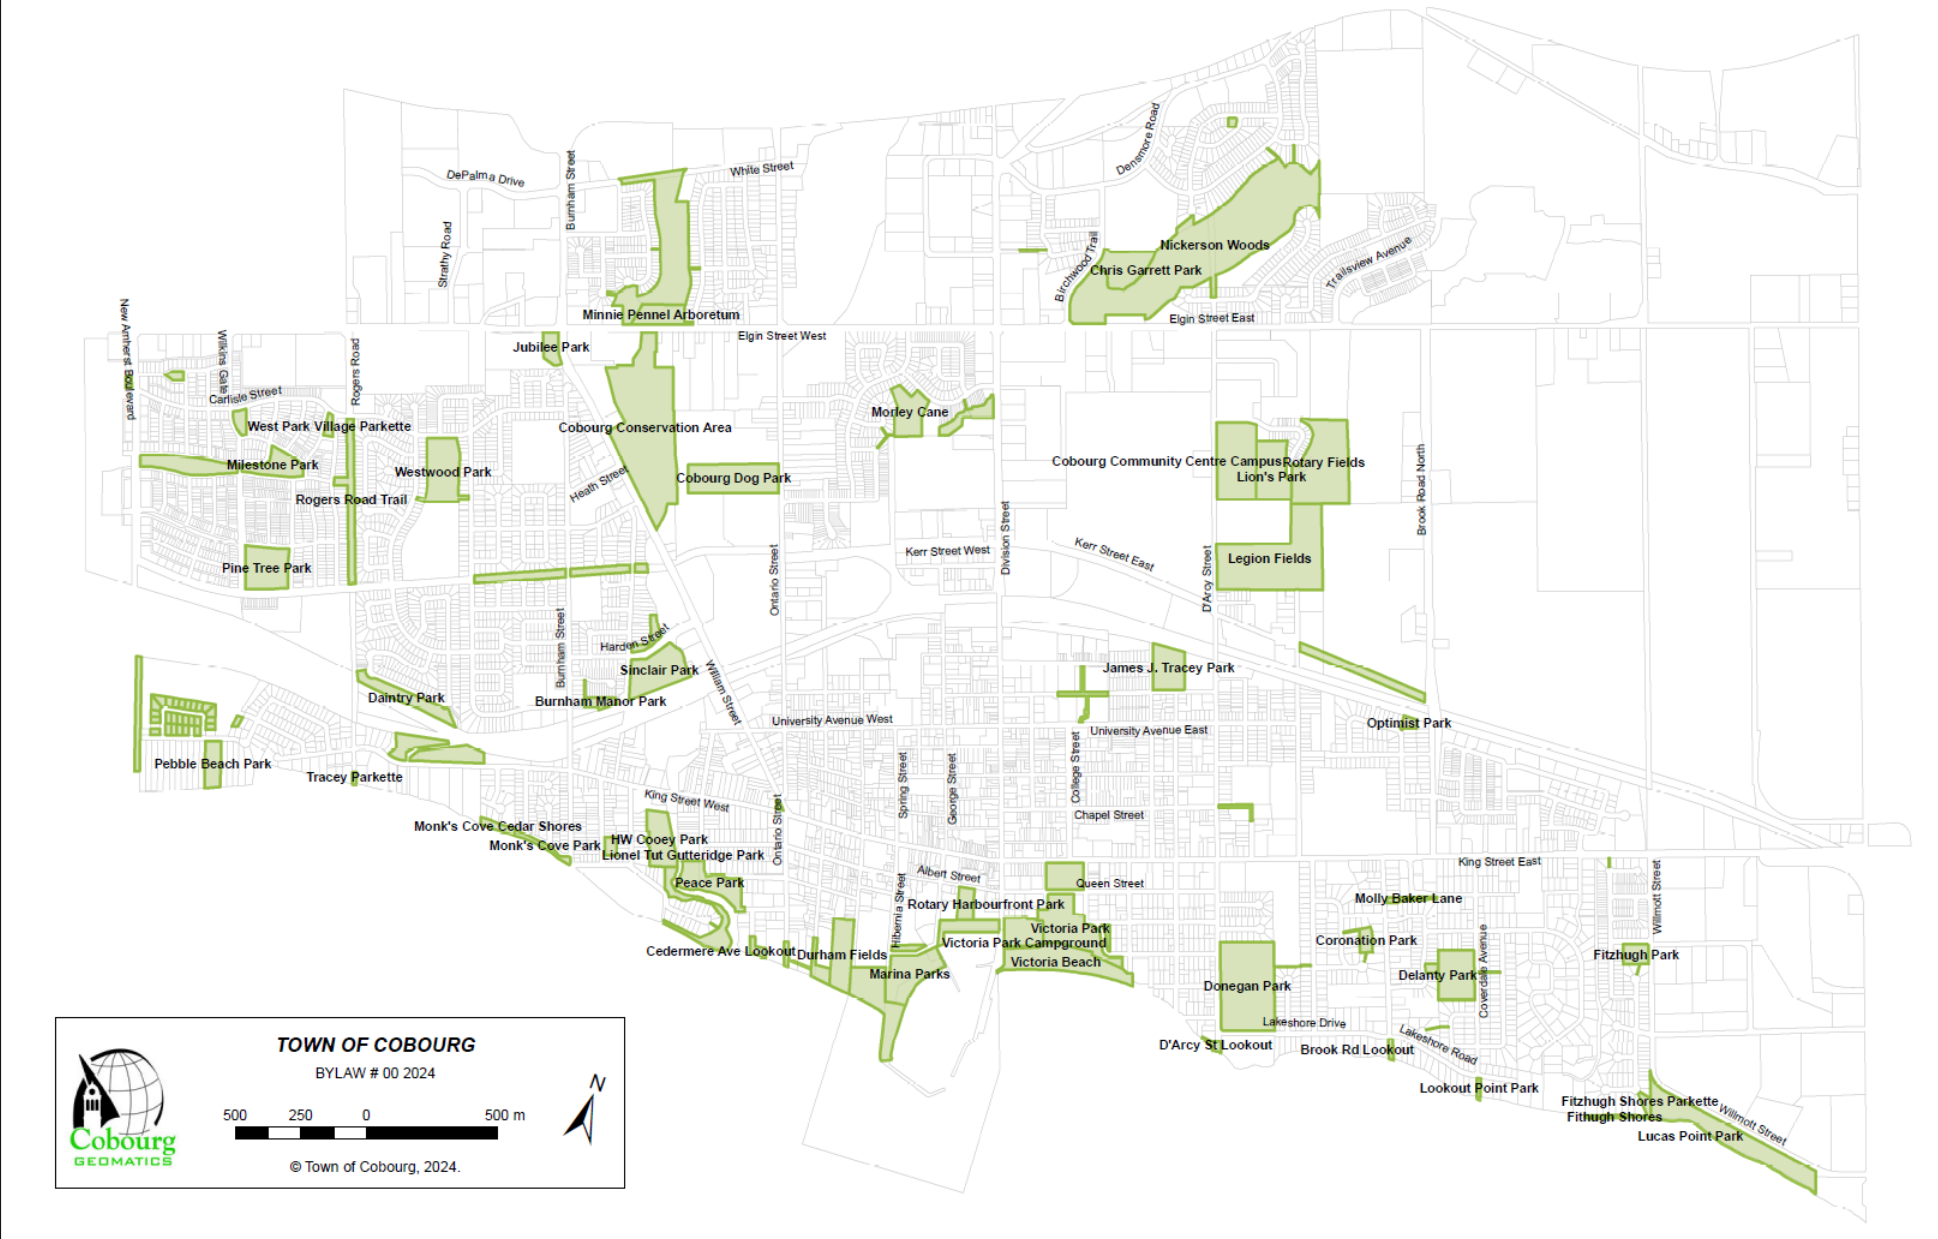 Densmore Road
White Street
DePalma Drive
Burnham Street
Strathy Road
Nickerson Woods
Birchwood Trail
Chris Garrett Park
Trailsview Avenue
Minnie Pennel Arboretum
Elgin Street East
Elgin Street West
New Amherst Boulevard
Wilkins Gate
Rogers Road
Jubilee Park
Carlisle Street
Morley Cane
West Park Village Parkette
Cobourg Conservation Area
Milestone Park
Westwood Park
Heath Street
Cobourg Dog Park
Cobourg Community Centre Campus
Rotary Fields
Lion's Park
Brook Road North
Rogers Road Trail
Division Street
Kerr Street West
Kerr Street East
Legion Fields
Pine Tree Park
Ontario Street
D'Arcy Street
Burnham Street
Harden Street
Sinclair Park
William Street
James J. Tracey Park
Daintry Park
Burnham Manor Park
University Avenue West
University Avenue East
Optimist Park
Pebble Beach Park
Tracey Parkette
Spring Street
George Street
College Street
King Street West
Ontario Street
Chapel Street
Monk's Cove Cedar Shores
Monk's Cove Park
HW Cooey Park
Lionel Tut Gutteridge Park
King Street East
Albert Street
Queen Street
Peace Park
Hibernia Street
Rotary Harbourfront Park
Molly Baker Lane
Willmott Street
Victoria Park
Victoria Park Campground
Coronation Park
Cedermere Ave Lookout
Durham Fields
Fitzhugh Park
Victoria Beach
Marina Parks
Delanty Park
Coverdale Avenue
Donegan Park
Lakeshore Drive
D'Arcy St Lookout
Brook Rd Lookout
Lakeshore Road
Lookout Point Park
Fitzhugh Shores Parkette
Fithugh Shores
Willmott Street
Lucas Point Park
TOWN OF COBOURG
BYLAW # 00 2024
N
500 250 0 500 m
Cobourg
GEOMATICS
© Town of Cobourg, 2024.